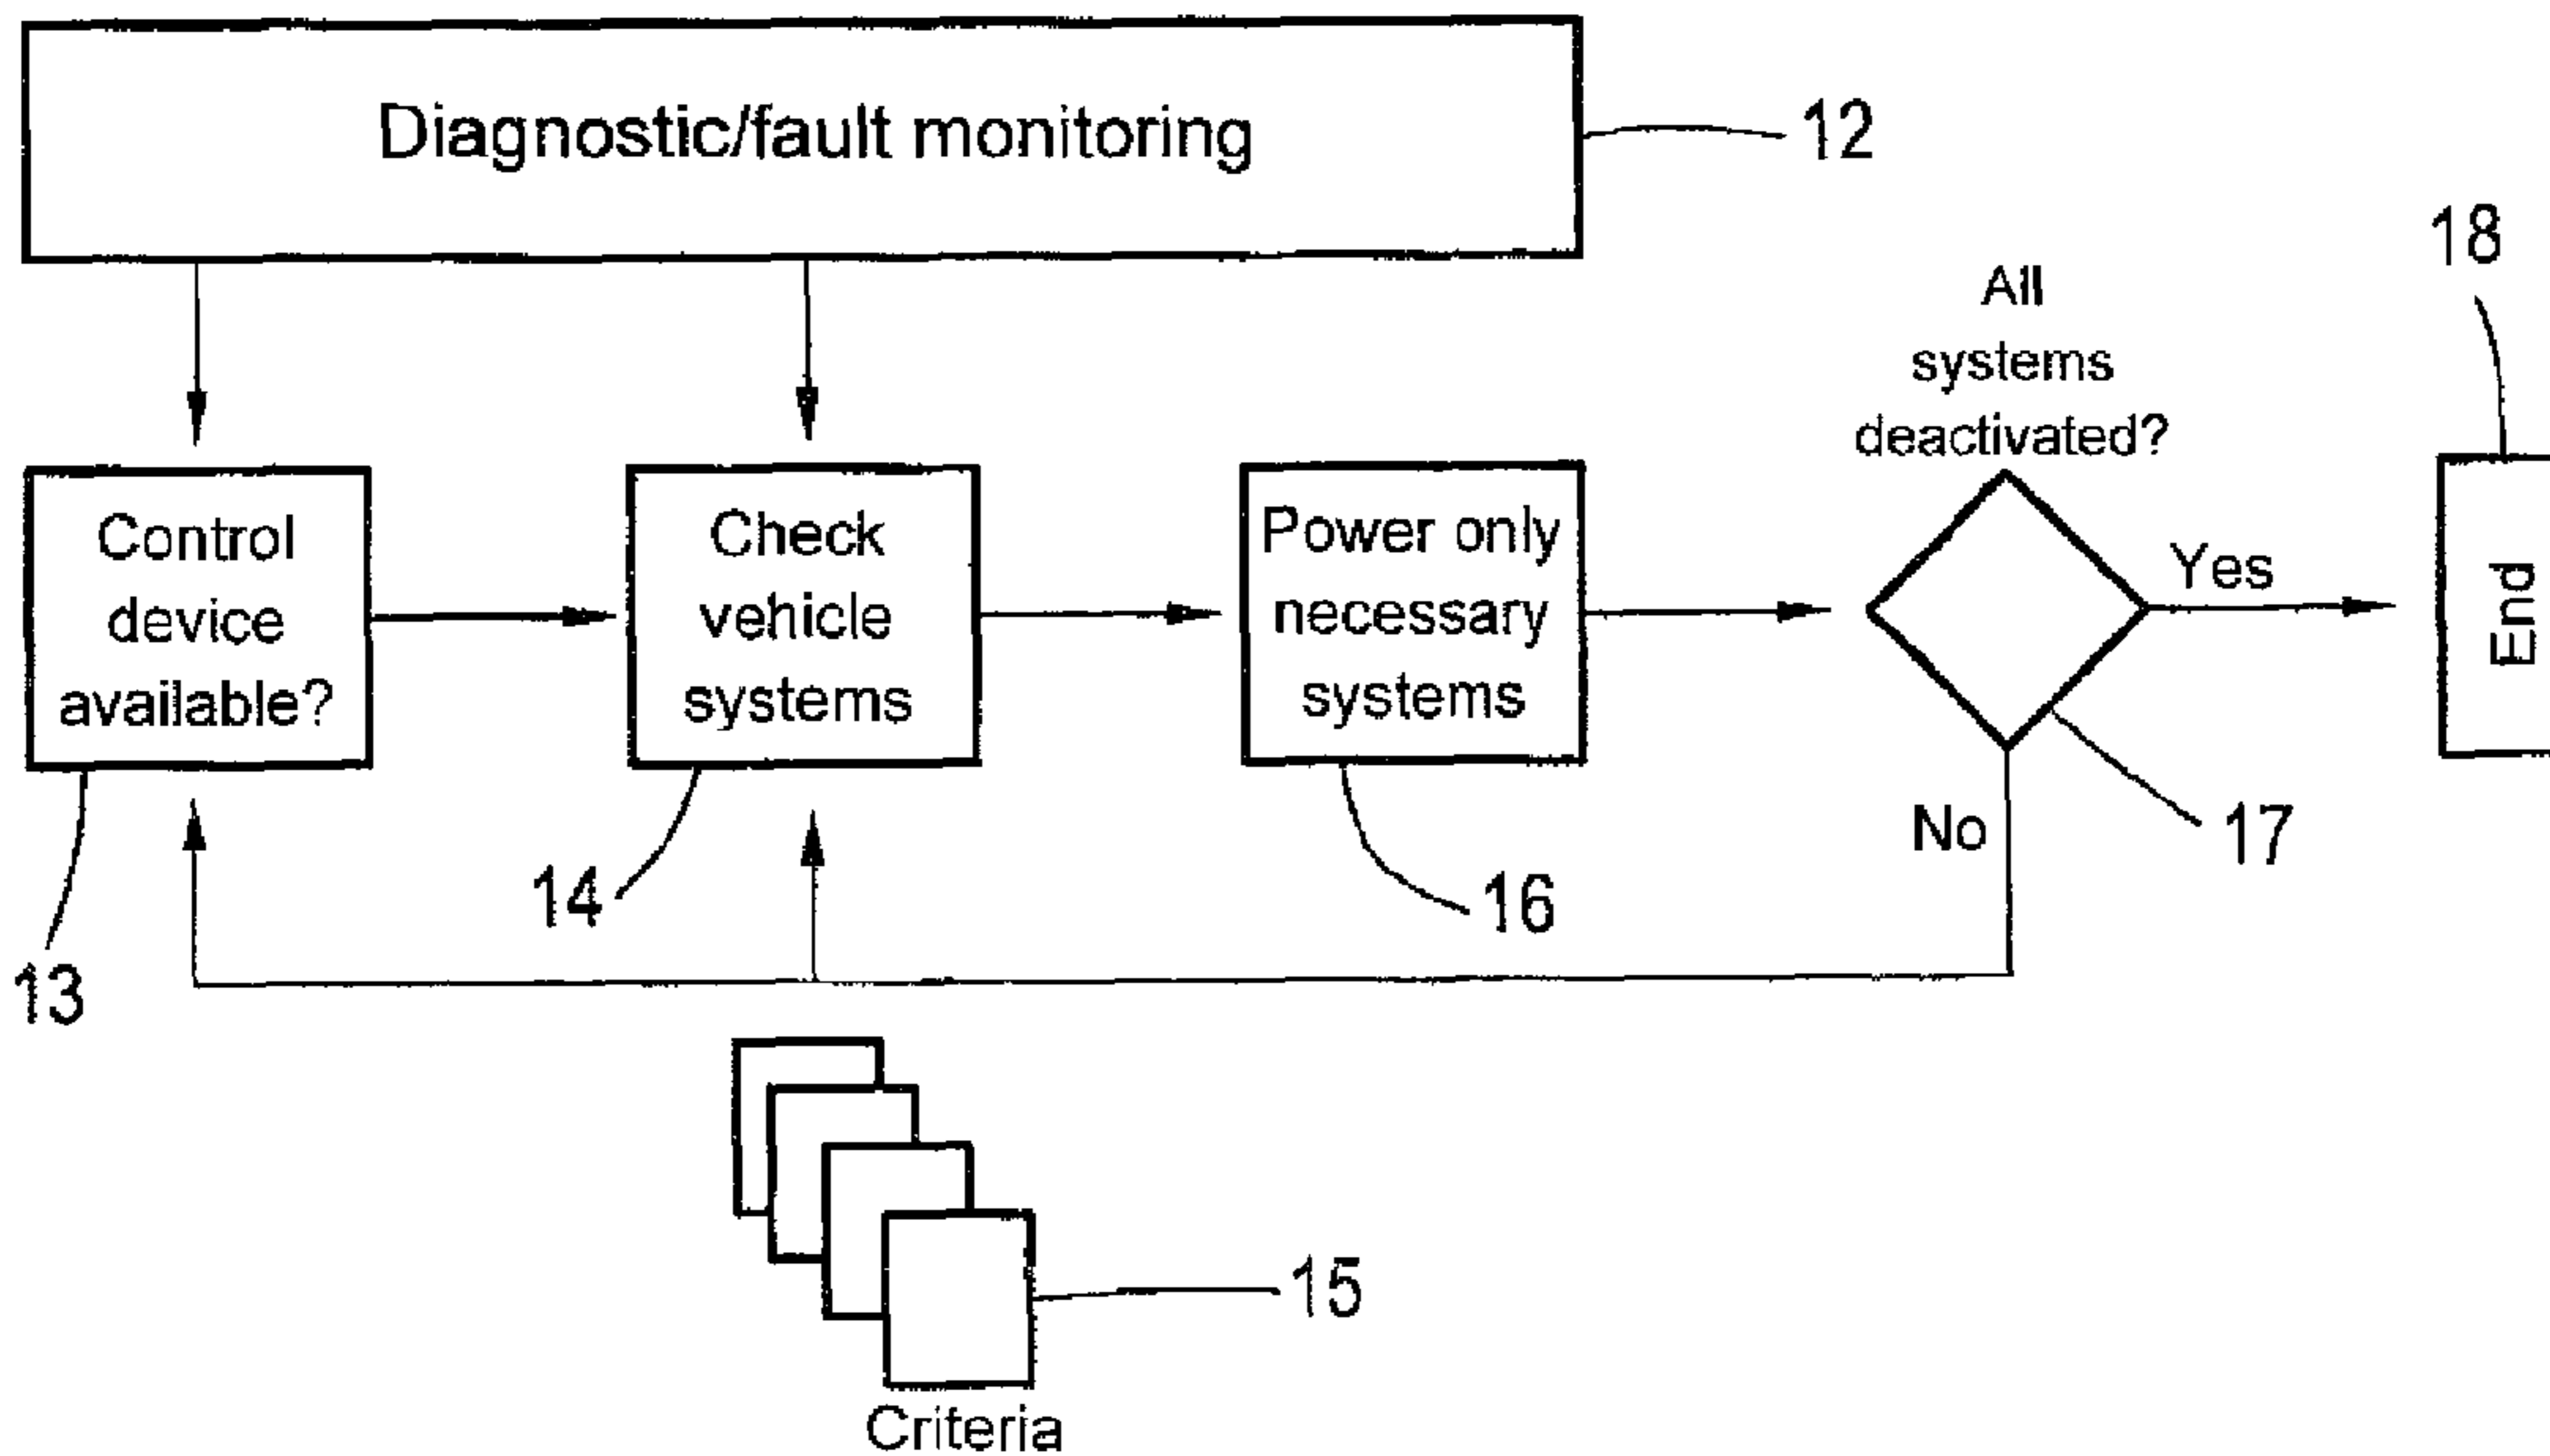 Diagnostic/fault monitoring
12
18
All
systems
deactivated?
Control
device
available?
Check
vehicle
systems
Power only
necessary
systems
Yes
End
No
17
13
14
16
15
Criteria